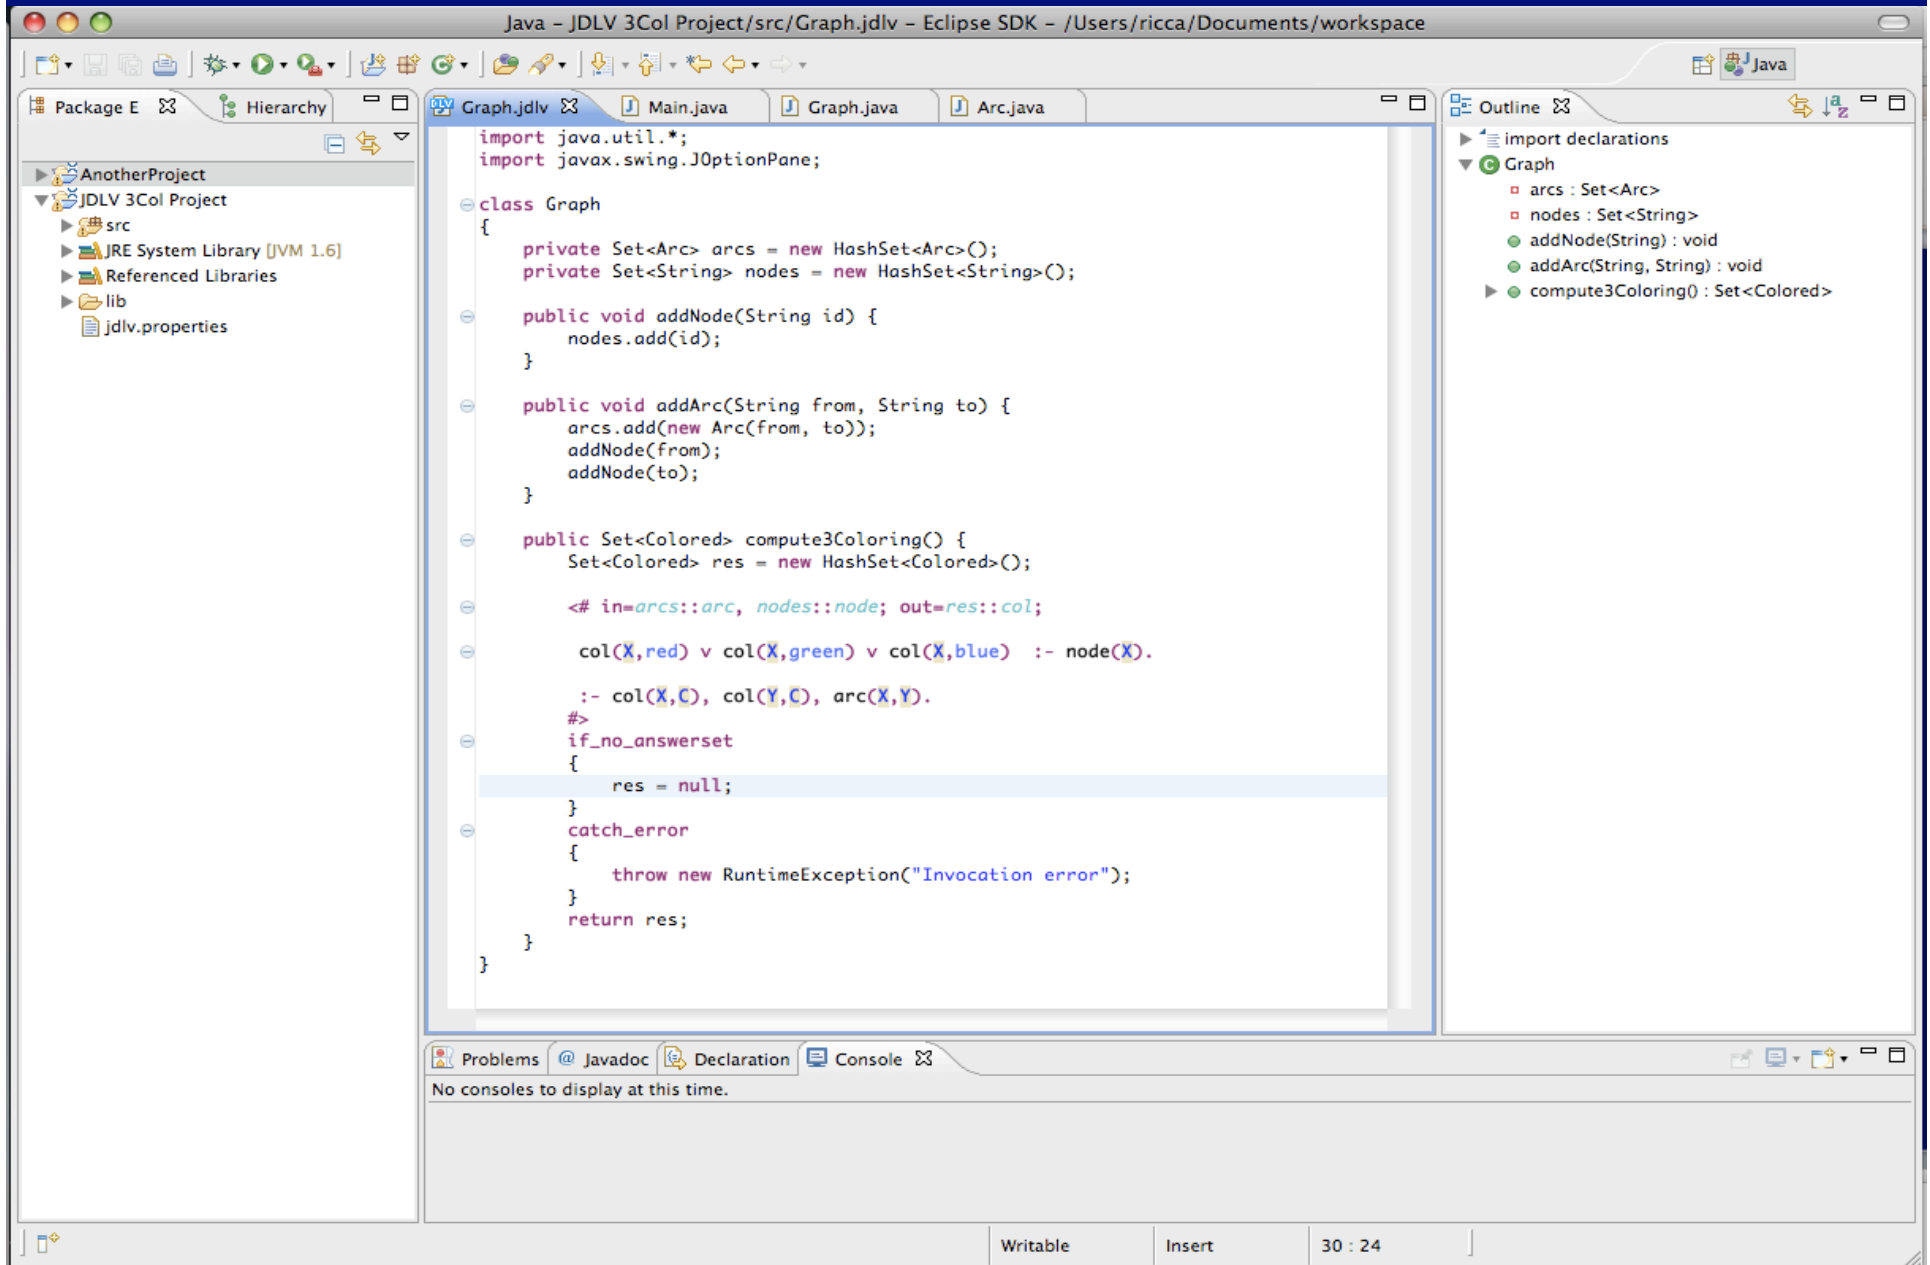 Java – JDLV 3Col Project/src/Graph.jdlv – Eclipse SDK – /Users/ricca/Documents/workspace
Java
Package E
Hierarchy
AnotherProject
JDLV 3Col Project
src
JRE System Library [JVM 1.6]
Referenced Libraries
lib
jdlv.properties
Graph.jdlv
Main.java
Graph.java
Arc.java
import java.util.*;
import javax.swing.JOptionPane;
class Graph
{
private Set<Arc> arcs = new HashSet<Arc>();
private Set<String> nodes = new HashSet<String>();
public void addNode(String id) {
nodes.add(id);
}
public void addArc(String from, String to) {
arcs.add(new Arc(from, to));
addNode(from);
addNode(to);
}
public Set<Colored> compute3Coloring() {
Set<Colored> res = new HashSet<Colored>();
<# in=arcs::arc, nodes::node; out=res::col;
col(X,red) v col(X,green) v col(X,blue) :- node(X).
:- col(X,C), col(Y,C), arc(X,Y).
#>
if_no_answerset
{
res = null;
}
catch_error
{
throw new RuntimeException("Invocation error");
}
return res;
}
}
Outline
import declarations
Graph
arcs : Set<Arc>
nodes : Set<String>
addNode(String) : void
addArc(String, String) : void
compute3Coloring() : Set<Colored>
Problems
@ Javadoc
Declaration
Console
No consoles to display at this time.
Writable
Insert
30 : 24